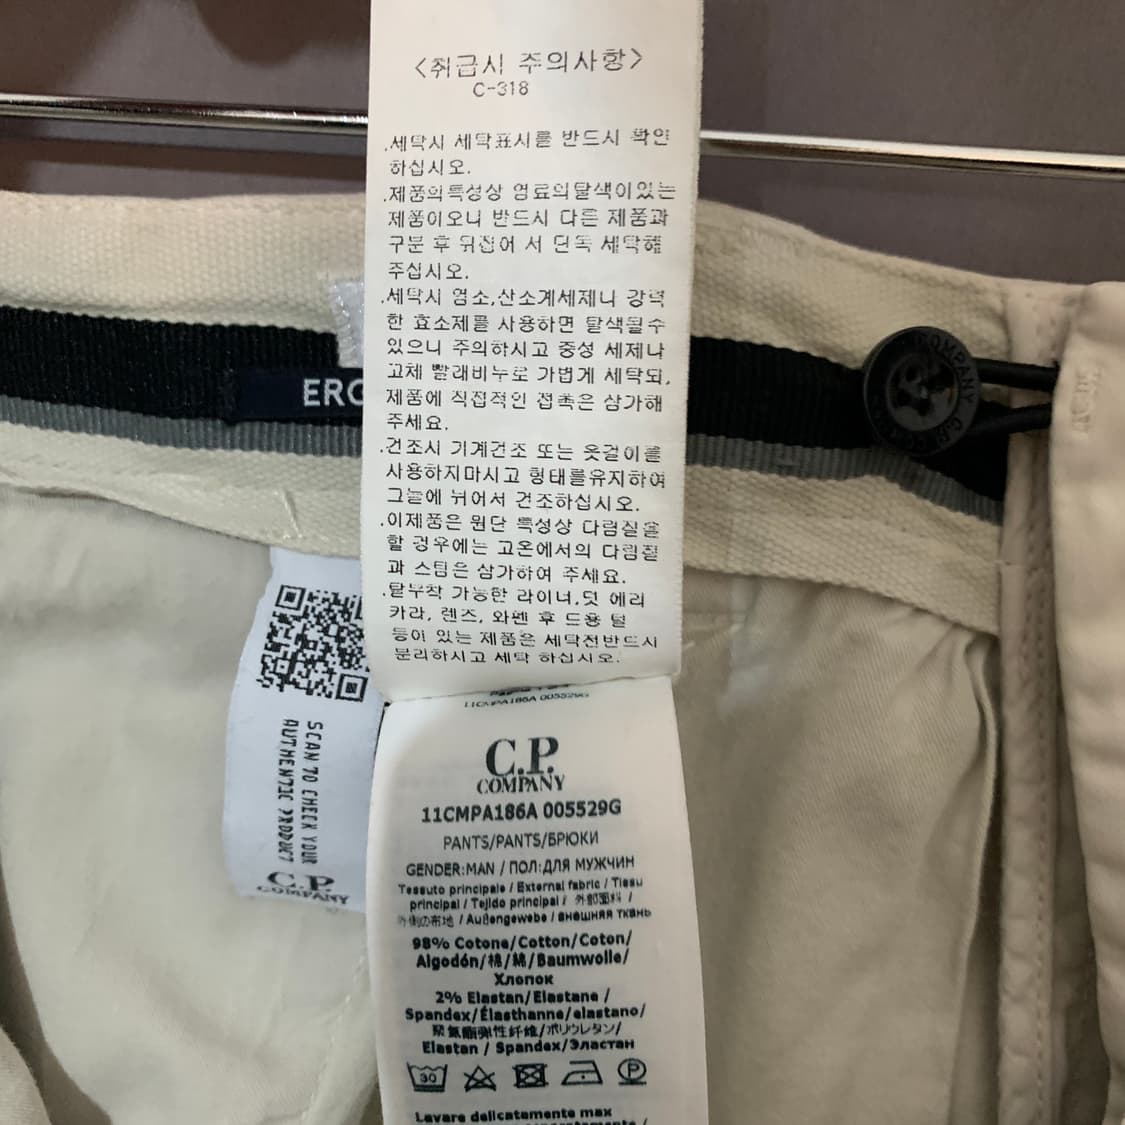 <취급시 주의사항>
C-318
.세탁시 세탁표시를 반드시 확인
하십시오.
.제품의특성상 염료의탈색이있는
제품이오니 반드시 다른 제품과
구분 후 뒤집어 서 단독 세탁해
주십시오.
.세탁시 염소,산소계세제나 강력
한 효소제를 사용하면 탈색될수
있으니 주의하시고 중성 세제나
고체 빨래비누로 가볍게 세탁되,
제품에 직접적인 접촉은 삼가해
주세요.
.건조시 기계건조 또는 옷걸이를
사용하지마시고 형태를유지하여
그늘에 뉘어서 건조하십시오.
.이제품은 원단 특성상 다림질을
할 경우에는 고온에서의 다림질
과 스팀은 삼가하여 주세요.
.탈부착 가능한 라이너,덧 에리
카라, 렌즈, 와펜 후 드용 털
등이 있는 제품은 세탁전반드시
분리하시고 세탁 하십시오.
ERG
COMPANY C.P. COMPANY
SCAN TO CHECK YOUR
AUTHENTIC PRODUCT
C.P.
COMPANY
11CMPA186A 005529G
C.P.
COMPANY
11CMPA186A 005529G
PANTS/PANTS/БРЮКИ
GENDER:MAN / ПОЛ:ДЛЯ МУЖЧИН
Tessuto principale / External fabric / Tissu
principal / Tejido principal / 外部面料 /
外側の布地 / Außengewebe / внешняя ткань
98% Cotone/Cotton/Coton/
Algodón/棉/綿/Baumwolle/
Хлопок
2% Elastan/Elastane /
Spandex/Élasthanne/elastano/
聚氨酯弹性纤维/ポリウレタン/
Elastan / Spandex/Эластан
30
P
Lavare delicatamente max